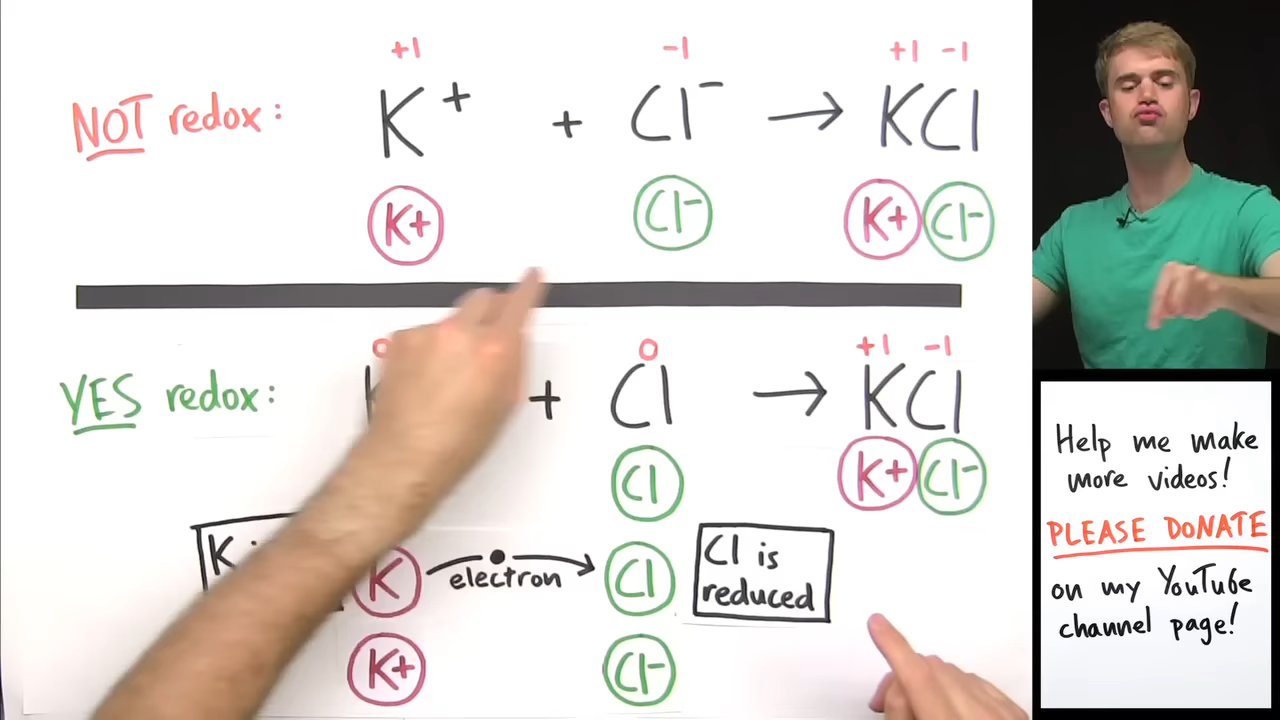 +1 -1 +1 -1
NOT redox: K+ + Cl- → KCl
K+ Cl- K+ Cl-
0 +1 -1
YES redox: + Cl → KCl
Cl K+ Cl-
K
K electron Cl
Cl is
reduced
K+ Cl-
Help me make
more videos!
PLEASE DONATE
on my YouTube
channel page!